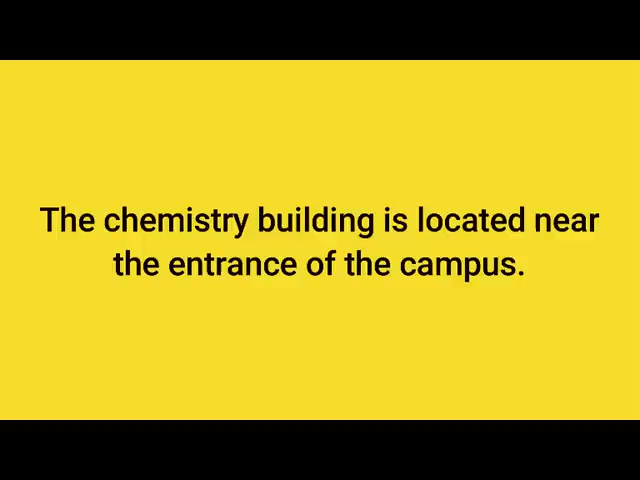 The chemistry building is located near
the entrance of the campus.